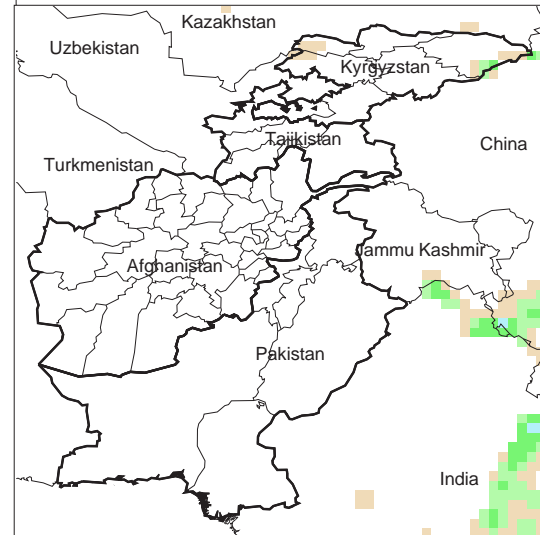 Kazakhstan
Uzbekistan
Kyrgyzstan
Tajikistan
China
Turkmenistan
Jammu Kashmir
Afghanistan
Pakistan
India